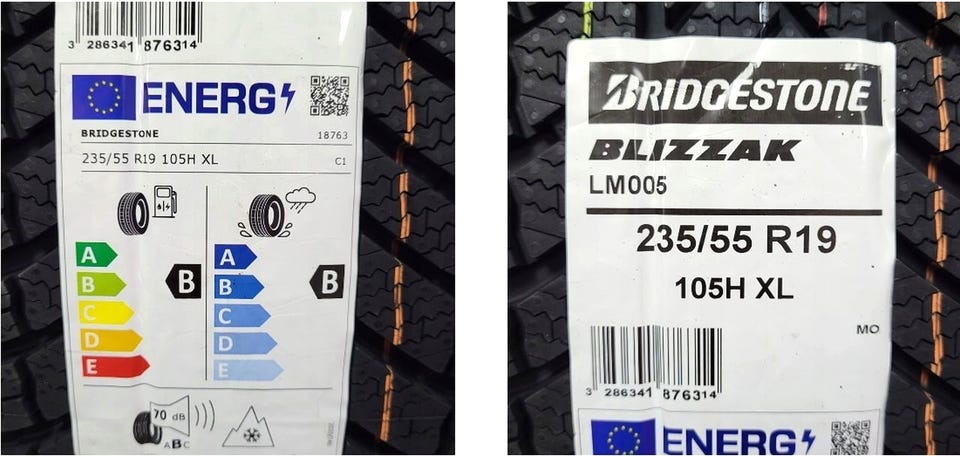 3 286341 876314
ENERG
BRIDGESTONE 18763
235/55 R19 105H XL C1
A
B
C
D
E
B
A
B
C
D
E
B
70 dB
ABC
BRIDGESTONE
BLIZZAK
LM005
235/55 R19
105H XL
MO
3 286341 876314
ENERG